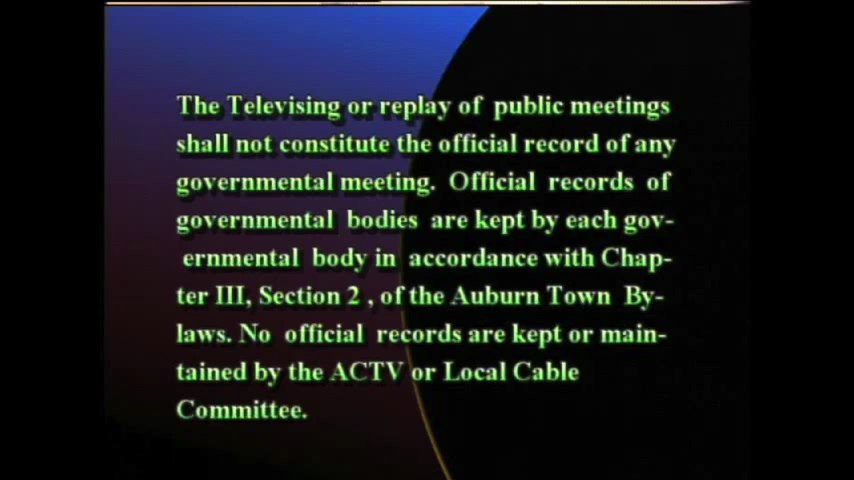 The Televising or replay of public meetings
shall not constitute the official record of any
governmental meeting. Official records of
governmental bodies are kept by each gov-
ernmental body in accordance with Chap-
ter III, Section 2 , of the Auburn Town By-
laws. No official records are kept or main-
tained by the ACTV or Local Cable
Committee.